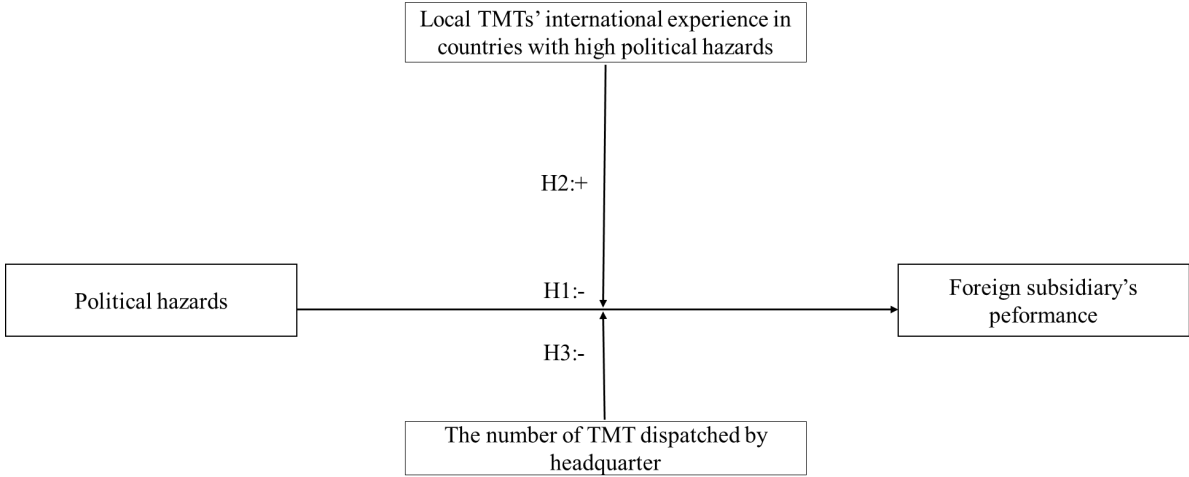 Local TMTs’ international experience in
countries with high political hazards
H2:+
Political hazards
H1:-
Foreign subsidiary’s
peformance
H3:-
The number of TMT dispatched by
headquarter